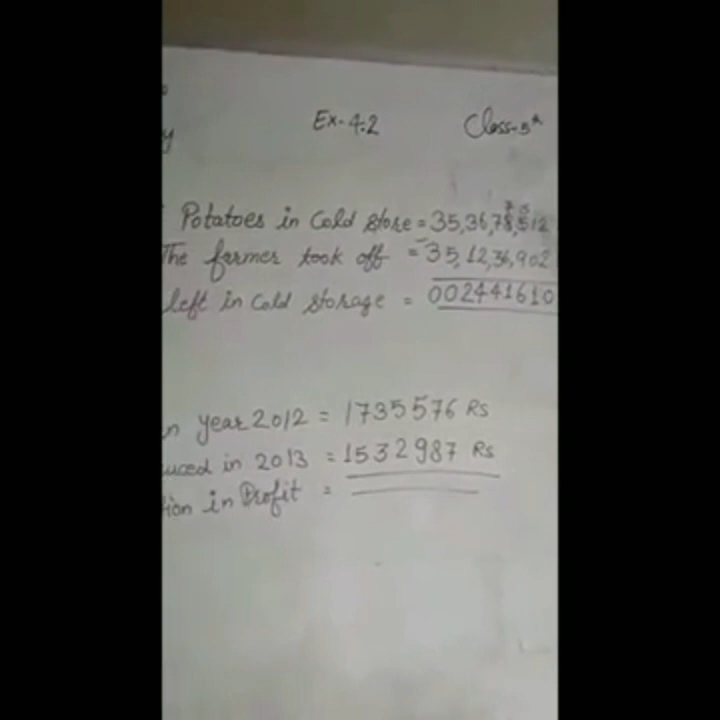 Ex-4.2 Class-5th
y
Potatoes in Cold Store = 35,36,78,512
The farmer took off = -35,12,36,902
left in Cold Storage = 002441610
n year 2012 = 1735576 Rs
uced in 2013 = 1532987 Rs
tion in Profit =